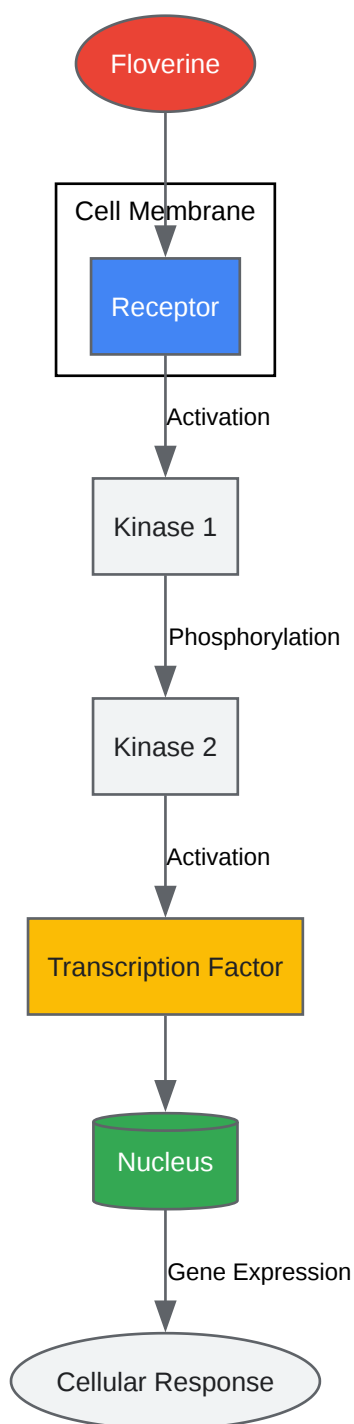 Floverine
Cell Membrane
Receptor
Activation
Kinase 1
Phosphorylation
Kinase 2
Activation
Transcription Factor
Nucleus
Gene Expression
Cellular Response